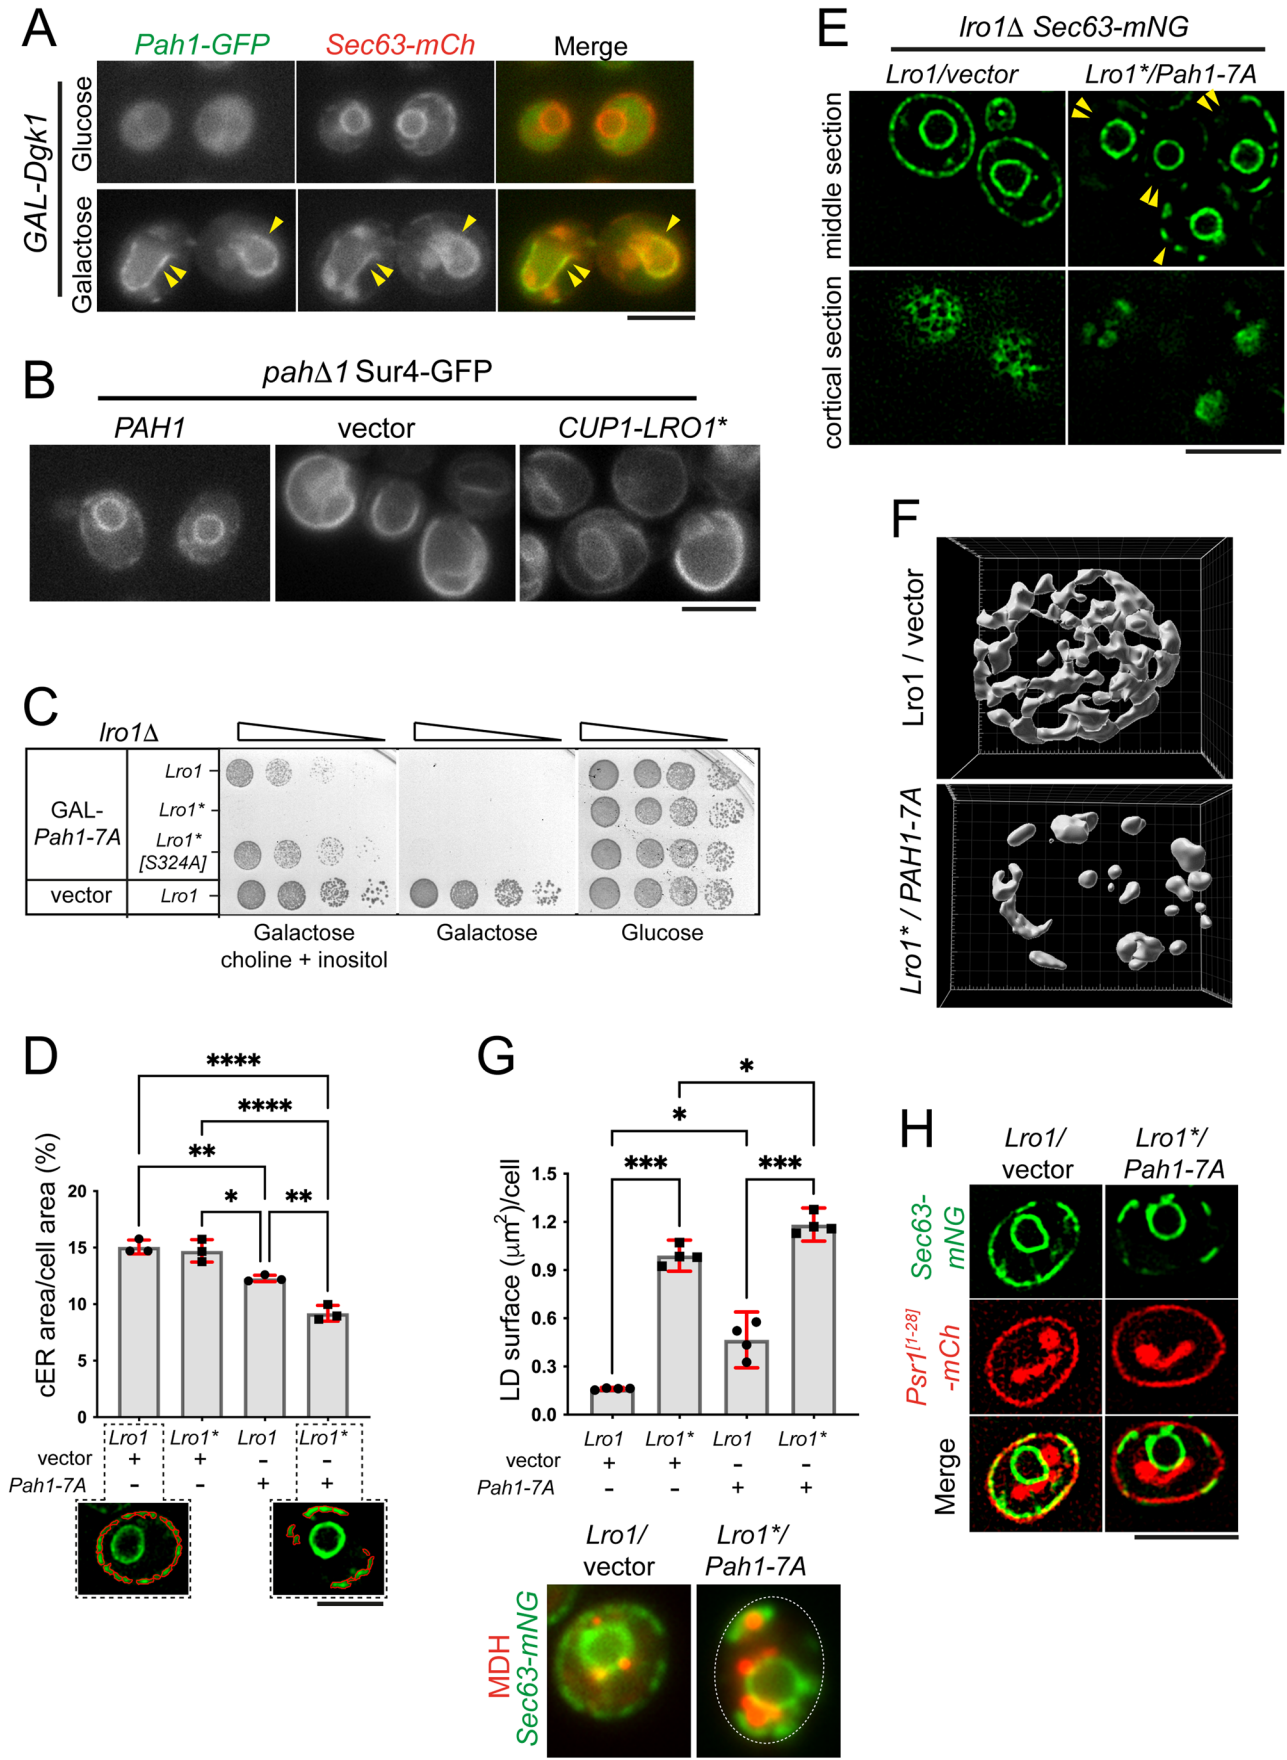 A
Pah1-GFP Sec63-mCh Merge
GAL-Dgk1
Glucose
Galactose
B
pah∆1 Sur4-GFP
PAH1 vector CUP1-LRO1*
C
lro1∆
GAL-
Pah1-7A
Lro1
Lro1*
Lro1*
[S324A]
vector Lro1
Galactose
choline + inositol
Galactose
Glucose
D
cER area/cell area (%)
****
****
**
* **
20
15
10
5
0
Lro1 Lro1* Lro1 Lro1*
vector + + - -
Pah1-7A - - + +
E
lro1∆ Sec63-mNG
Lro1/vector Lro1*/Pah1-7A
middle section
cortical section
F
Lro1 / vector
Lro1* / PAH1-7A
G
LD surface (µm²)/cell
*
*
*** ***
1.5
1.2
0.9
0.6
0.3
0.0
Lro1 Lro1* Lro1 Lro1*
vector + + - -
Pah1-7A - - + +
Lro1/
vector
Lro1*/
Pah1-7A
MDH
Sec63-mNG
H
Lro1/
vector
Lro1*/
Pah1-7A
Sec63-
mNG
Psr1[1-28]
-mCh
Merge